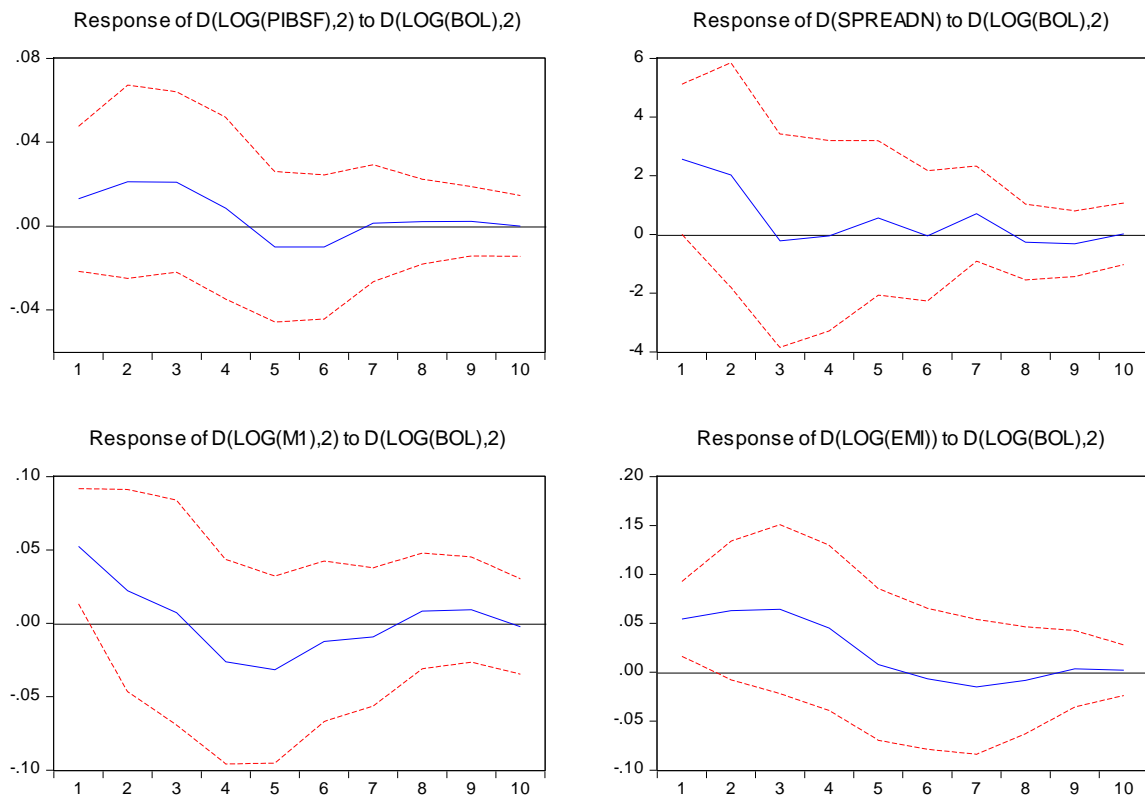 Response of D(LOG(PIBSF),2) to D(LOG(BOL),2)
.08
.04
.00
-.04
1 2 3 4 5 6 7 8 9 10
Response of D(SPREADN) to D(LOG(BOL),2)
6
4
2
0
-2
-4
1 2 3 4 5 6 7 8 9 10
Response of D(LOG(M1),2) to D(LOG(BOL),2)
.10
.05
.00
-.05
-.10
1 2 3 4 5 6 7 8 9 10
Response of D(LOG(EMI)) to D(LOG(BOL),2)
.20
.15
.10
.05
.00
-.05
-.10
1 2 3 4 5 6 7 8 9 10